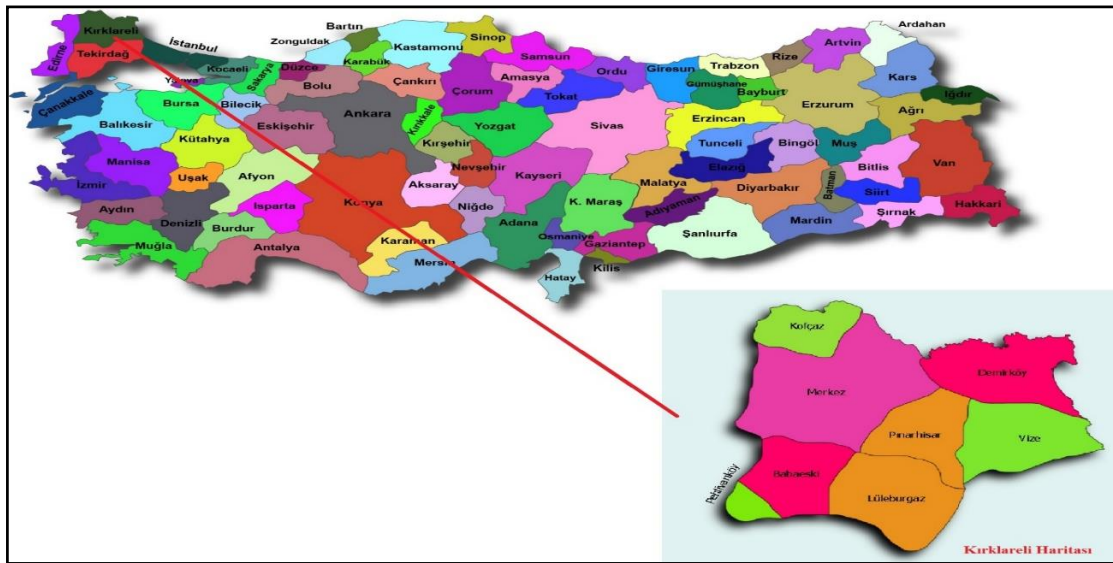 Kırklareli
Edirne
Tekirdağ
İstanbul
Kocaeli
Yalova
Sakarya
Düzce
Zonguldak
Bartın
Karabük
Kastamonu
Sinop
Samsun
Ordu
Giresun
Trabzon
Rize
Artvin
Ardahan
Kars
Iğdır
Ağrı
Erzurum
Bayburt
Gümüşhane
Erzincan
Sivas
Tokat
Amasya
Çorum
Çankırı
Bolu
Bilecik
Bursa
Çanakkale
Balıkesir
Kütahya
Eskişehir
Ankara
Kırıkkale
Kırşehir
Yozgat
Nevşehir
Kayseri
Malatya
Tunceli
Elazığ
Bingöl
Muş
Bitlis
Van
Hakkari
Şırnak
Siirt
Batman
Diyarbakır
Mardin
Şanlıurfa
Adıyaman
K. Maraş
Gaziantep
Kilis
Osmaniye
Hatay
Adana
Niğde
Aksaray
Konya
Karaman
Mersin
Antalya
Isparta
Burdur
Afyon
Uşak
Manisa
İzmir
Aydın
Denizli
Muğla
Kofçaz
Demirköy
Merkez
Pınarhisar
Vize
Babaeski
Pehlivanköy
Lüleburgaz
Kırklareli Haritası